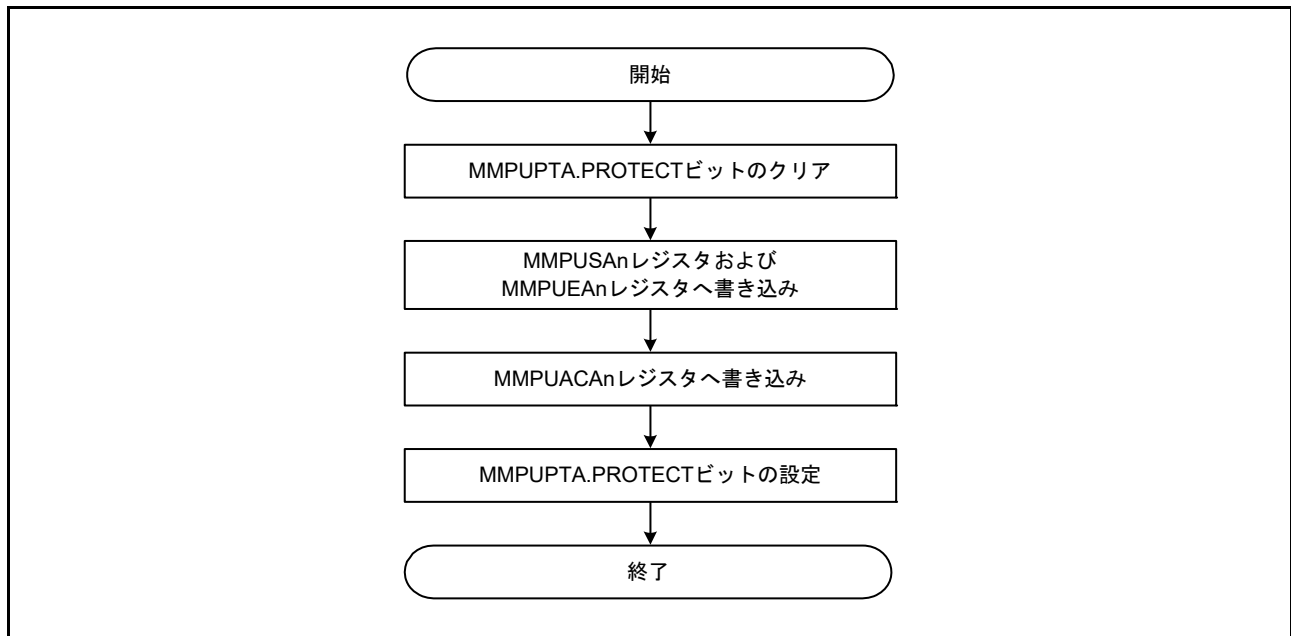 開始
MMPUPTA.PROTECTビットのクリア
MMPUSAnレジスタおよび
MMPUEAnレジスタへ書き込み
MMPUACAnレジスタへ書き込み
MMPUPTA.PROTECTビットの設定
終了